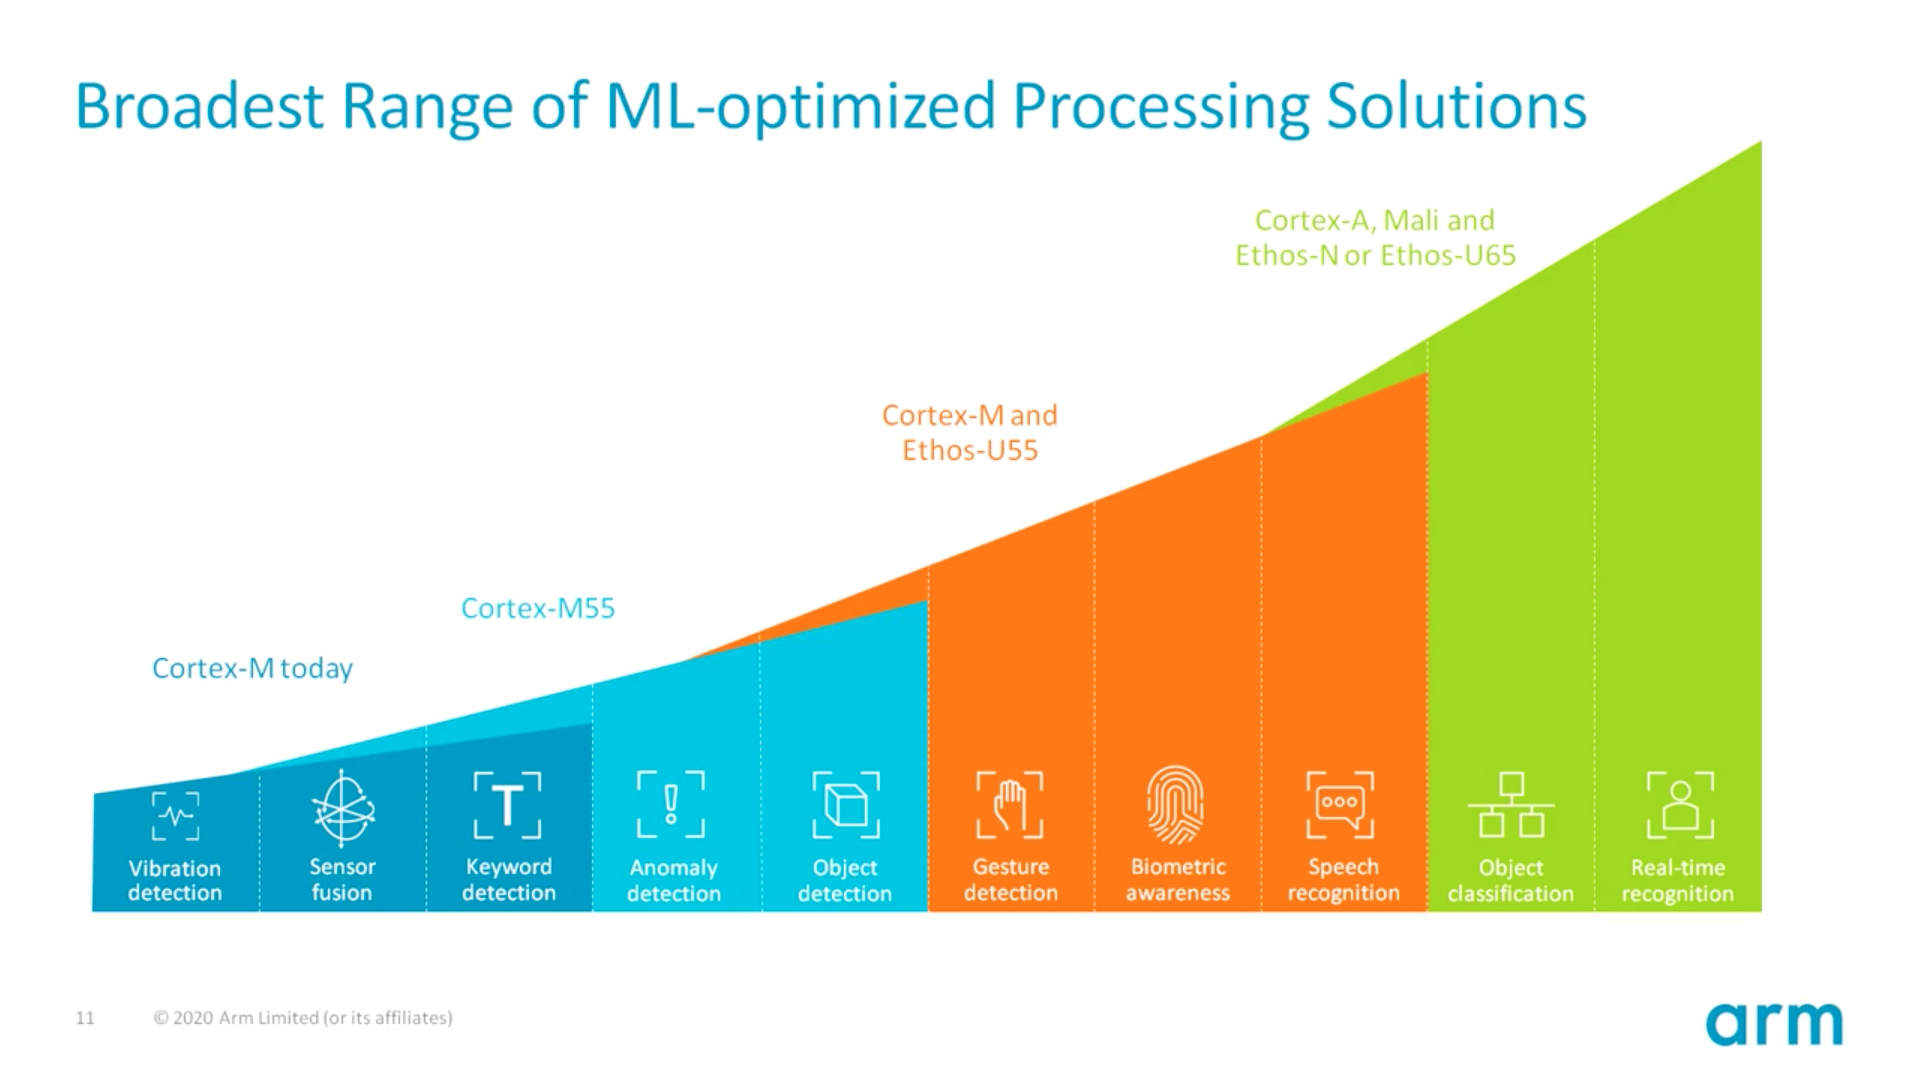 Broadest Range of ML-optimized Processing Solutions
Cortex-A, Mali and
Ethos-N or Ethos-U65
Cortex-M and
Ethos-U55
Cortex-M55
Cortex-M today
T
Vibration
detection
Sensor
fusion
Keyword
detection
Anomaly
detection
Object
detection
Gesture
detection
Biometric
awareness
Speech
recognition
Object
classification
Real-time
recognition
11
© 2020 Arm Limited (or its affiliates)
arm